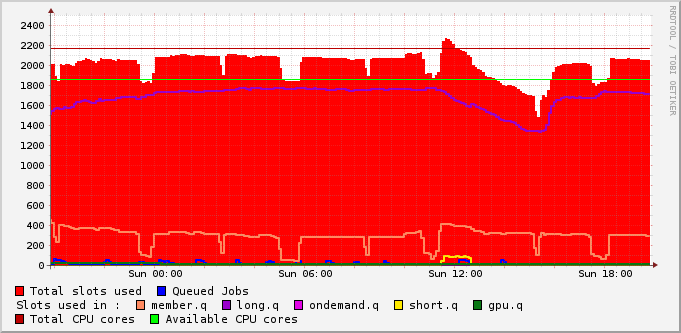 RRDTOOL / TOBI OETIKER
2400
2200
2000
1800
1600
1400
1200
1000
800
600
400
200
0
Sun 00:00 Sun 06:00 Sun 12:00 Sun 18:00
Total slots used Queued Jobs
Slots used in : member.q long.q ondemand.q short.q gpu.q
Total CPU cores Available CPU cores